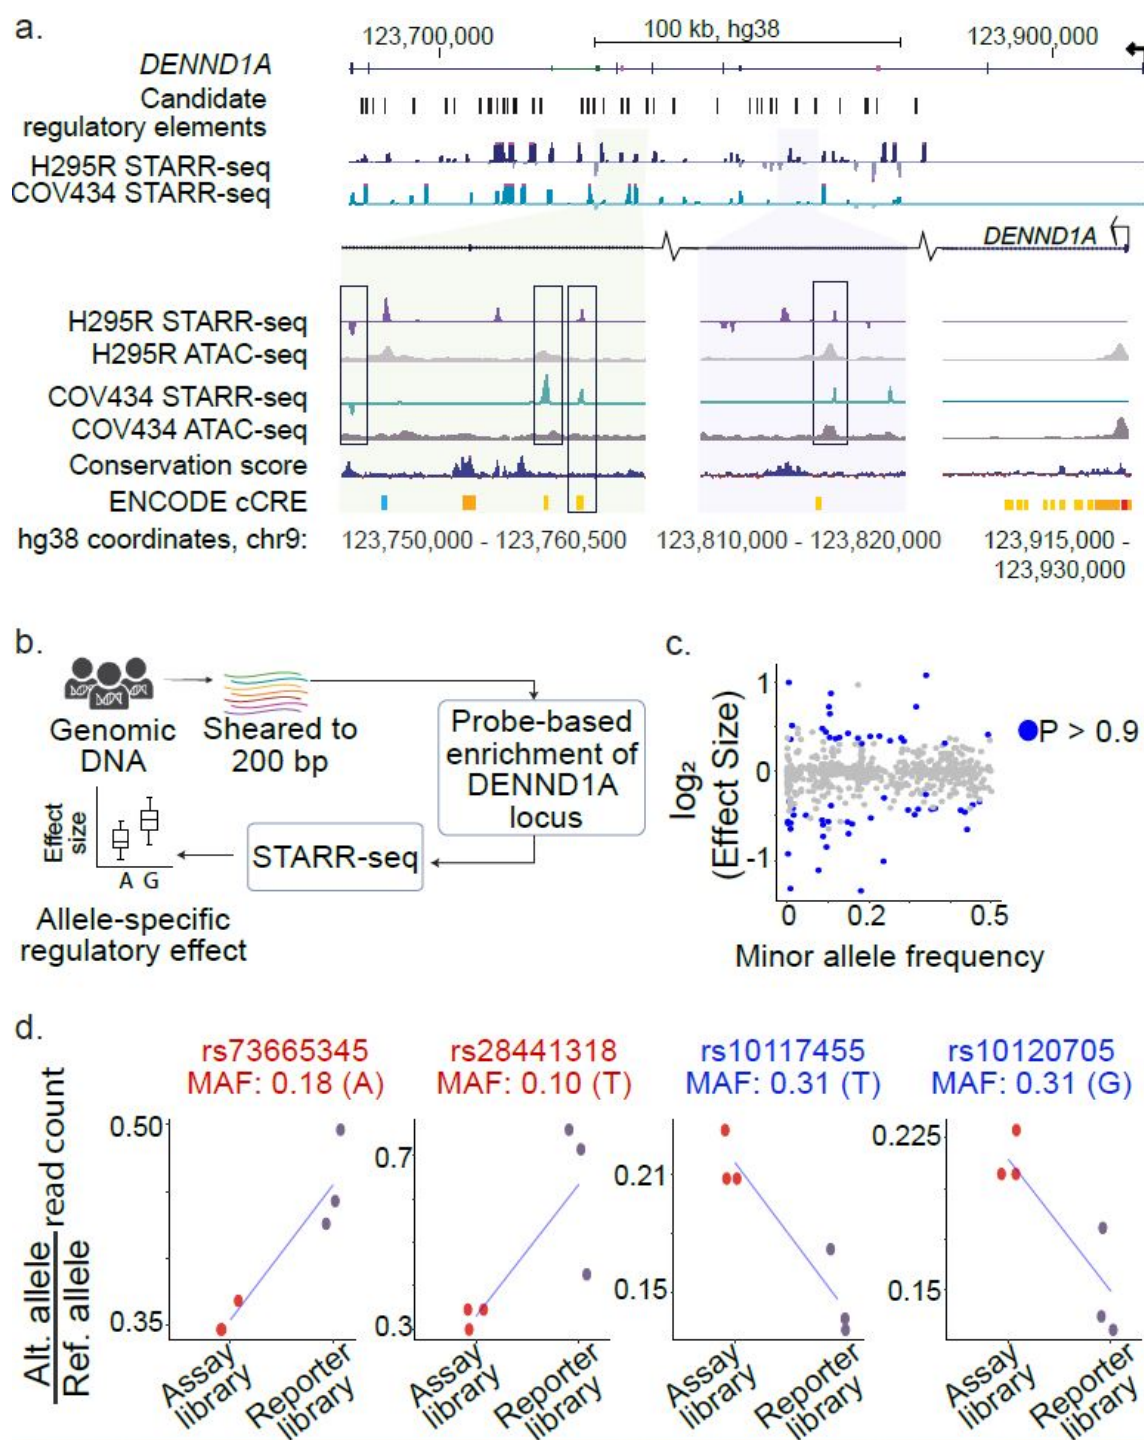 a.
123,700,000
100 kb, hg38
123,900,000
DENND1A
Candidate
regulatory elements
H295R STARR-seq
COV434 STARR-seq
DENND1A
H295R STARR-seq
H295R ATAC-seq
COV434 STARR-seq
COV434 ATAC-seq
Conservation score
ENCODE cCRE
hg38 coordinates, chr9:
123,750,000 - 123,760,500
123,810,000 - 123,820,000
123,915,000 -
123,930,000
b.
Genomic
DNA
Sheared to
200 bp
Probe-based
enrichment of
DENND1A
locus
STARR-seq
Effect
size
A G
Allele-specific
regulatory effect
c.
log₂
(Effect Size)
1
0
-1
0
0.2
0.5
Minor allele frequency
P > 0.9
d.
Alt. allele
Ref. allele
read count
rs73665345
MAF: 0.18 (A)
0.50
0.35
Assay
library
Reporter
library
rs28441318
MAF: 0.10 (T)
0.7
0.3
Assay
library
Reporter
library
rs10117455
MAF: 0.31 (T)
0.21
0.15
Assay
library
Reporter
library
rs10120705
MAF: 0.31 (G)
0.225
0.15
Assay
library
Reporter
library